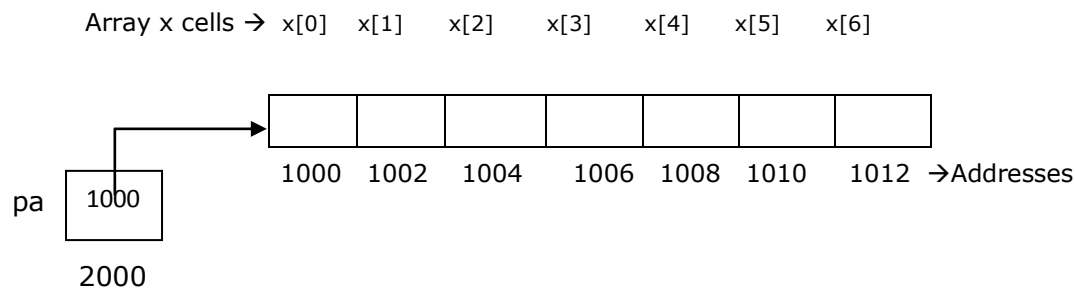 Array x cells → x[0] x[1] x[2] x[3] x[4] x[5] x[6]
1000 1002 1004 1006 1008 1010 1012 →Addresses
pa 1000
2000